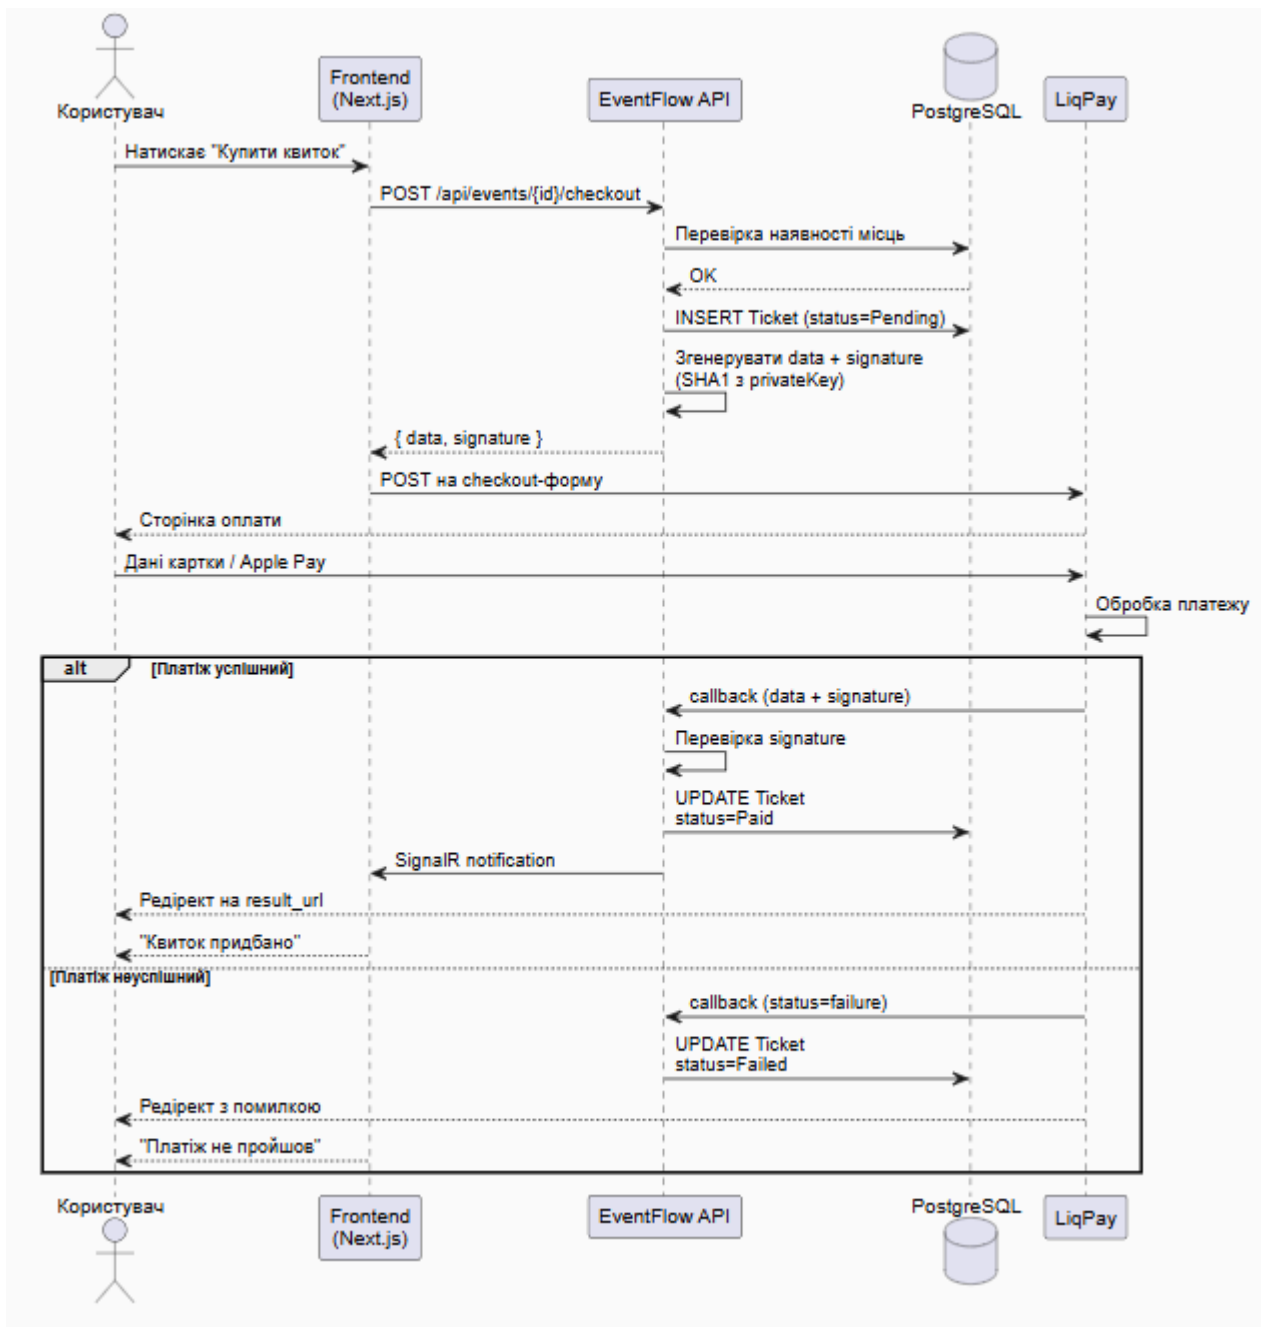 Користувач
Frontend
(Next.js)
EventFlow API
PostgreSQL
LiqPay
Натискає "Купити квиток"
POST /api/events/{id}/checkout
Перевірка наявності місць
OK
INSERT Ticket (status=Pending)
Згенерувати data + signature
(SHA1 з privateKey)
{ data, signature }
POST на checkout-форму
Сторінка оплати
Дані картки / Apple Pay
Обробка платежу
alt
[Платіж успішний]
callback (data + signature)
Перевірка signature
UPDATE Ticket
status=Paid
SignalR notification
Редірект на result_url
"Квиток придбано"
[Платіж неуспішний]
callback (status=failure)
UPDATE Ticket
status=Failed
Редірект з помилкою
"Платіж не пройшов"
Користувач
Frontend
(Next.js)
EventFlow API
PostgreSQL
LiqPay